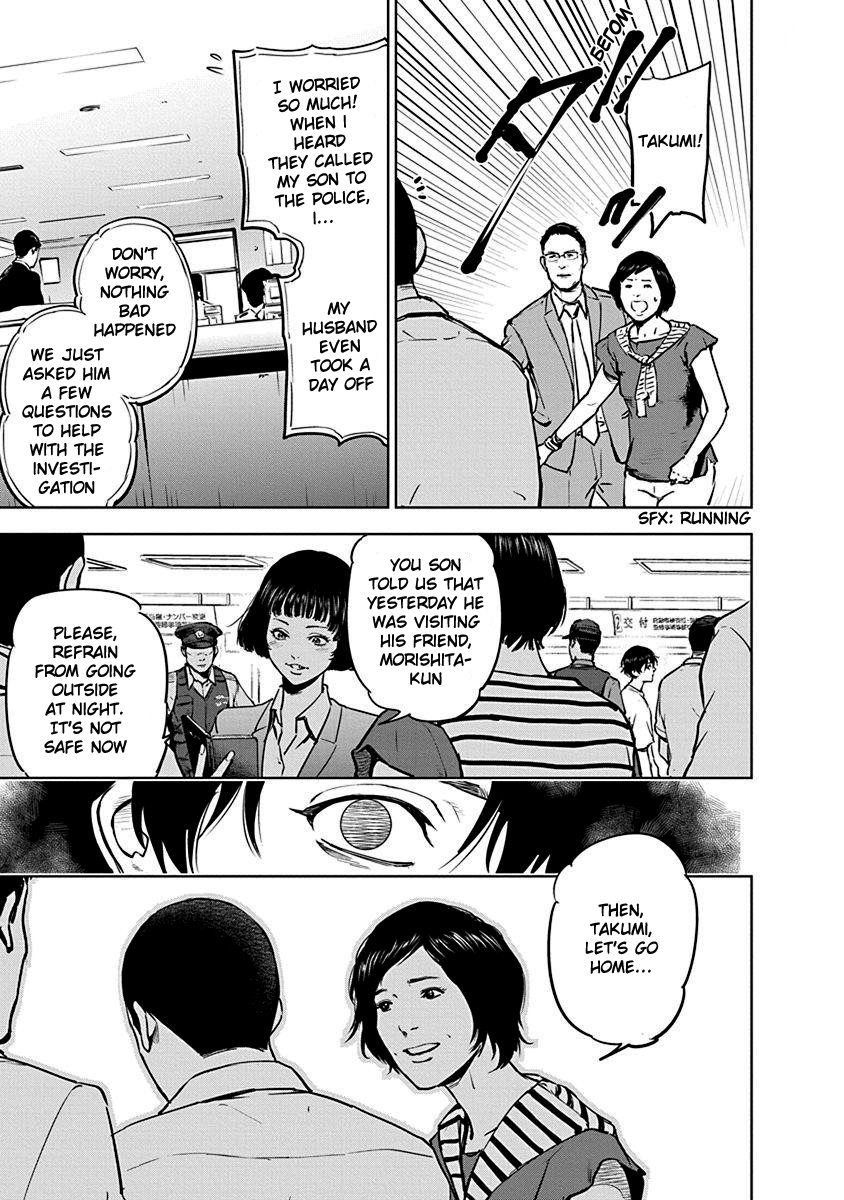 TAKUMI!
БЕГОМ
SFX: RUNNING
I WORRIED
SO MUCH!
WHEN I
HEARD
THEY CALLED
MY SON TO
THE POLICE,
I...
MY
HUSBAND
EVEN
TOOK A
DAY OFF
DON'T
WORRY,
NOTHING
BAD
HAPPENED
WE JUST
ASKED HIM
A FEW
QUESTIONS
TO HELP
WITH THE
INVESTI-
GATION
交付
YOU SON
TOLD US THAT
YESTERDAY HE
WAS VISITING
HIS FRIEND,
MORISHITA-
KUN
PLEASE,
REFRAIN
FROM GOING
OUTSIDE
AT NIGHT.
IT'S NOT
SAFE NOW
THEN,
TAKUMI,
LET'S GO
HOME...